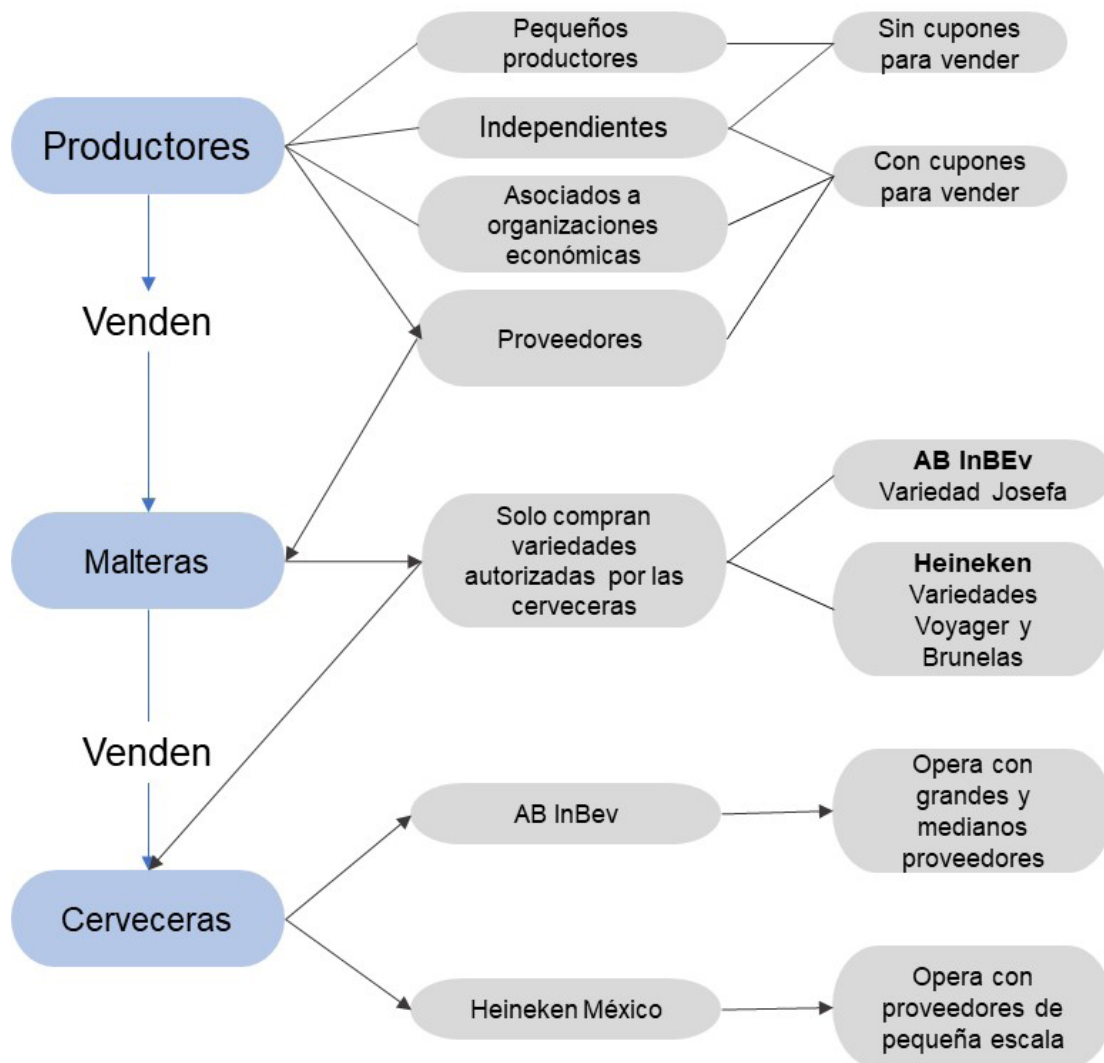 Pequeños
productores
Sin cupones
para vender
Productores
Independientes
Con cupones
para vender
Asociados a
organizaciones
económicas
Venden
Proveedores
AB InBEv
Variedad Josefa
Malteras
Solo compran
variedades
autorizadas por las
cerveceras
Heineken
Variedades
Voyager y
Brunelas
Venden
AB InBev
Opera con
grandes y
medianos
proveedores
Cerveceras
Heineken México
Opera con
proveedores de
pequeña escala